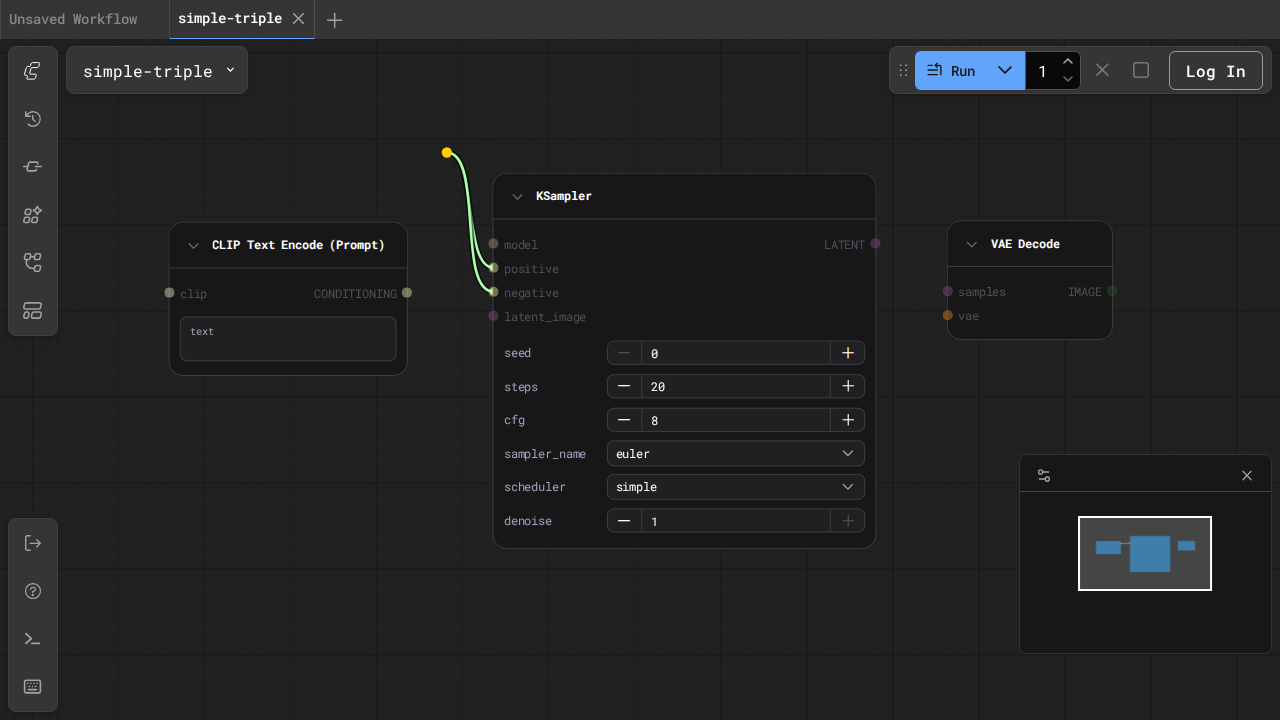 Unsaved Workflow
simple-triple
simple-triple
Run
1
Log In
CLIP Text Encode (Prompt)
clip
CONDITIONING
text
KSampler
model
LATENT
positive
negative
latent_image
seed
0
steps
20
cfg
8
sampler_name
euler
scheduler
simple
denoise
1
VAE Decode
samples
IMAGE
vae